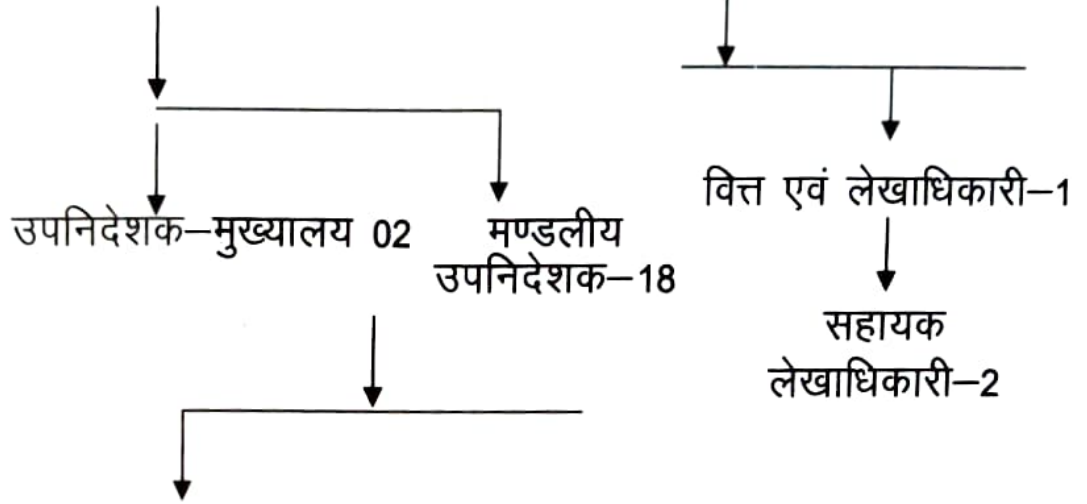 उपनिदेशक–मुख्यालय 02
मण्डलीय
उपनिदेशक–18
वित्त एवं लेखाधिकारी–1
सहायक
लेखाधिकारी–2